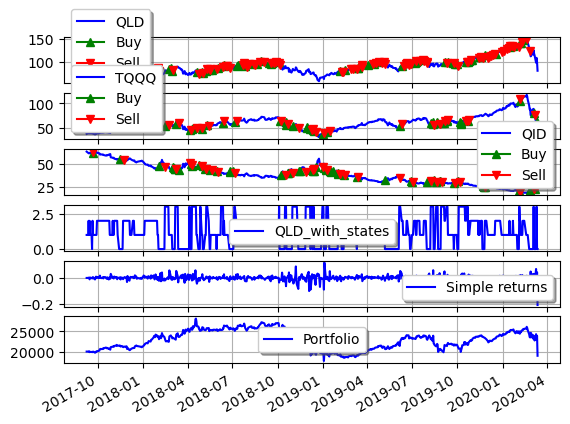 QLD
Buy
Sell
150
100
TQQQ
Buy
Sell
100
50
QID
Buy
Sell
50
25
QLD_with_states
2.5
0.0
Simple returns
0.0
−0.2
Portfolio
25000
20000
2017-10
2018-01
2018-04
2018-07
2018-10
2019-01
2019-04
2019-07
2019-10
2020-01
2020-04